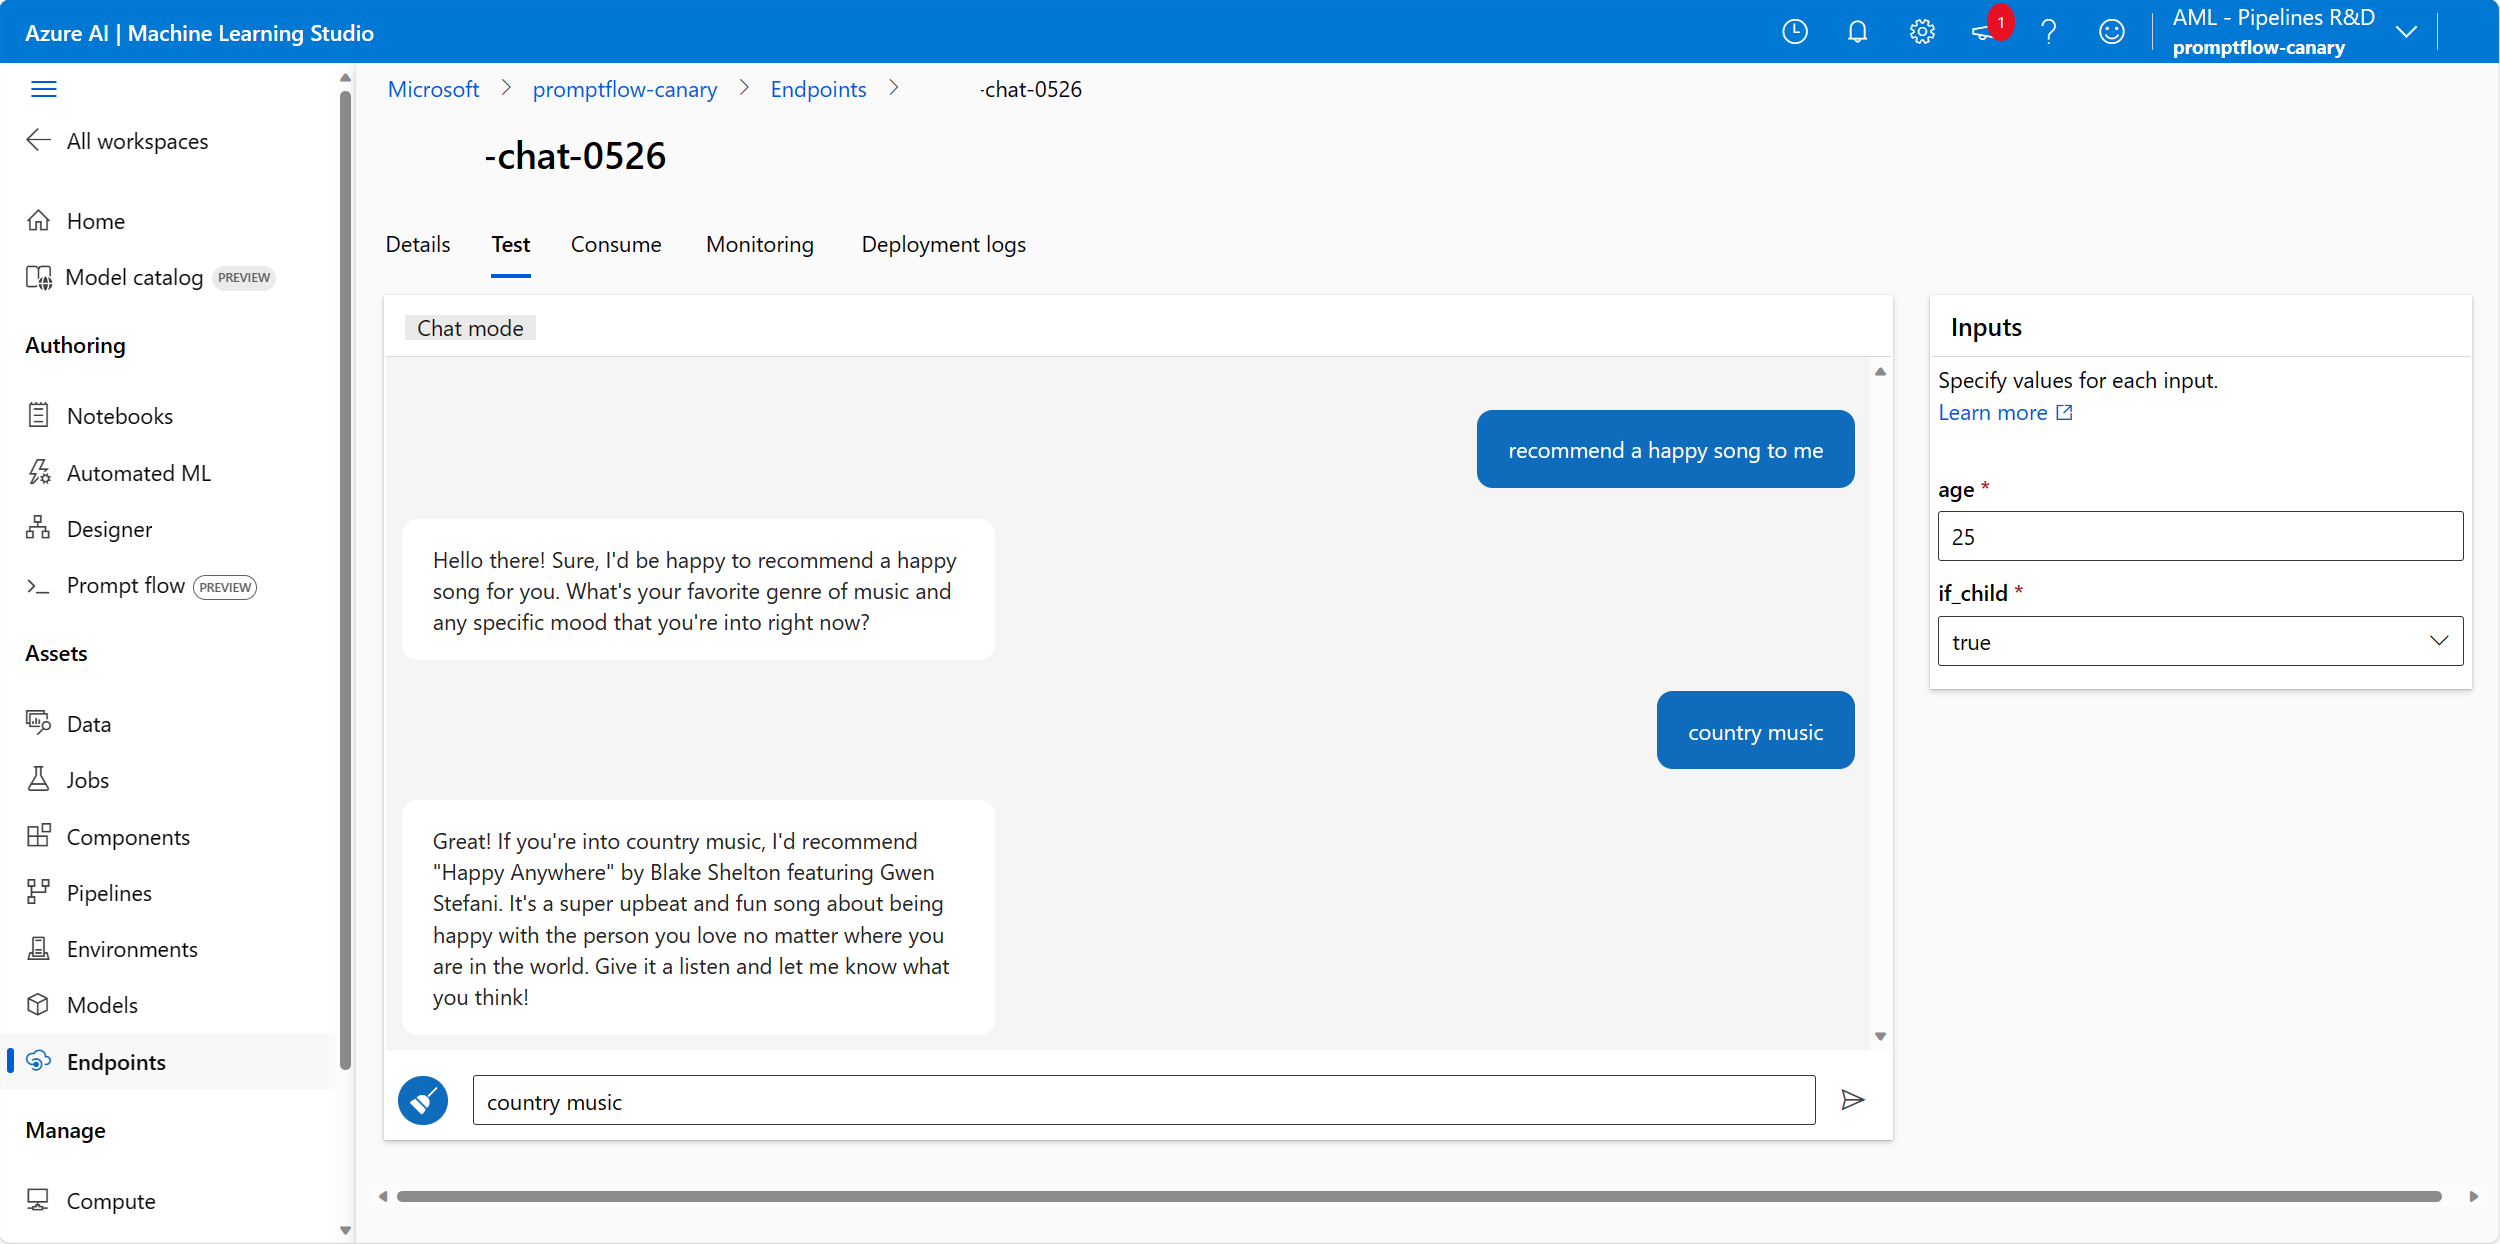 Azure AI | Machine Learning Studio
1
AML - Pipelines R&D
promptflow-canary
All workspaces
Home
Model catalog PREVIEW
Authoring
Notebooks
Automated ML
Designer
Prompt flow PREVIEW
Assets
Data
Jobs
Components
Pipelines
Environments
Models
Endpoints
Manage
Compute
Microsoft > promptflow-canary > Endpoints > -chat-0526
-chat-0526
Details Test Consume Monitoring Deployment logs
Chat mode
recommend a happy song to me
Hello there! Sure, I'd be happy to recommend a happy
song for you. What's your favorite genre of music and
any specific mood that you're into right now?
country music
Great! If you're into country music, I'd recommend
"Happy Anywhere" by Blake Shelton featuring Gwen
Stefani. It's a super upbeat and fun song about being
happy with the person you love no matter where you
are in the world. Give it a listen and let me know what
you think!
country music
Inputs
Specify values for each input.
Learn more
age *
25
if_child *
true